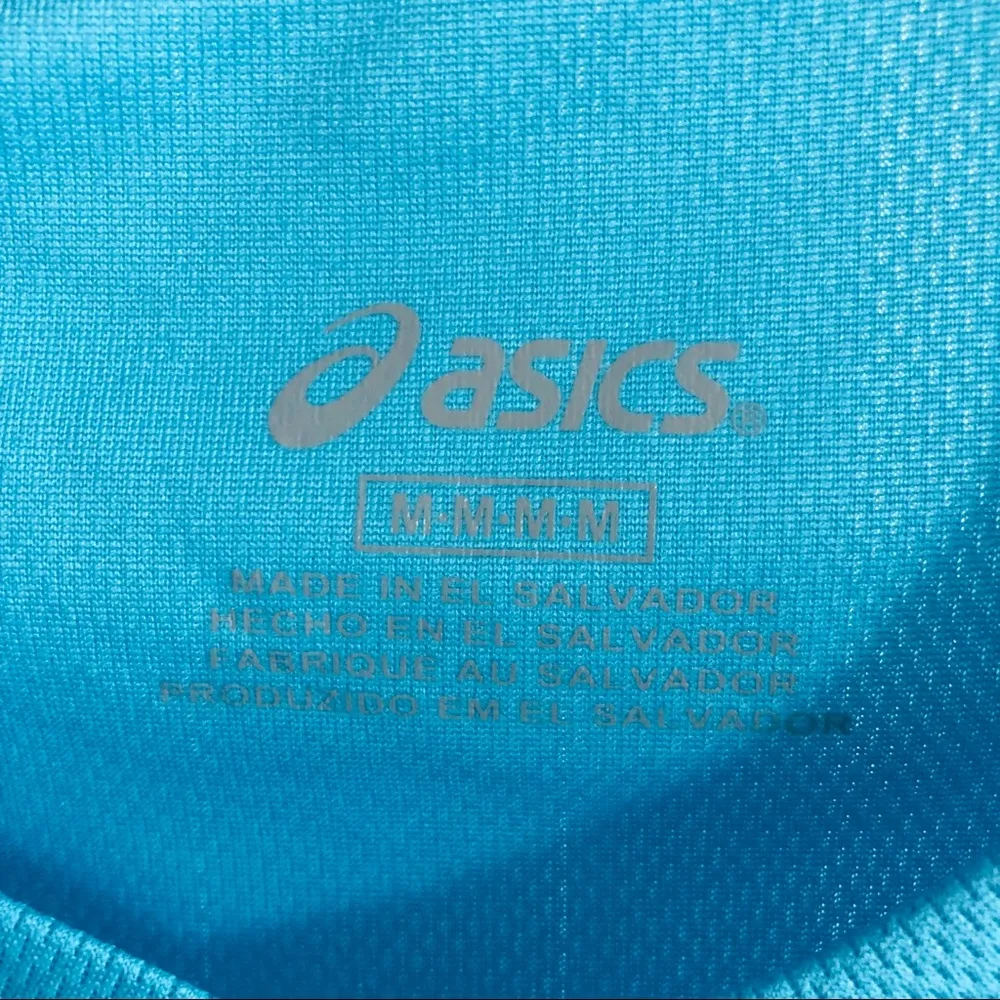 asics®
M·M·M·M
MADE IN EL SALVADOR
HECHO EN EL SALVADOR
FABRIQUE AU SALVADOR
PRODUZIDO EM EL SALVADOR